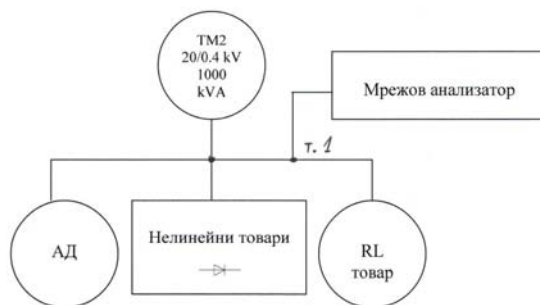 TM2
20/0.4 kV
1000
kVA
Мрежов анализатор
т. 1
АД
Нелинейни товари
RL
товар